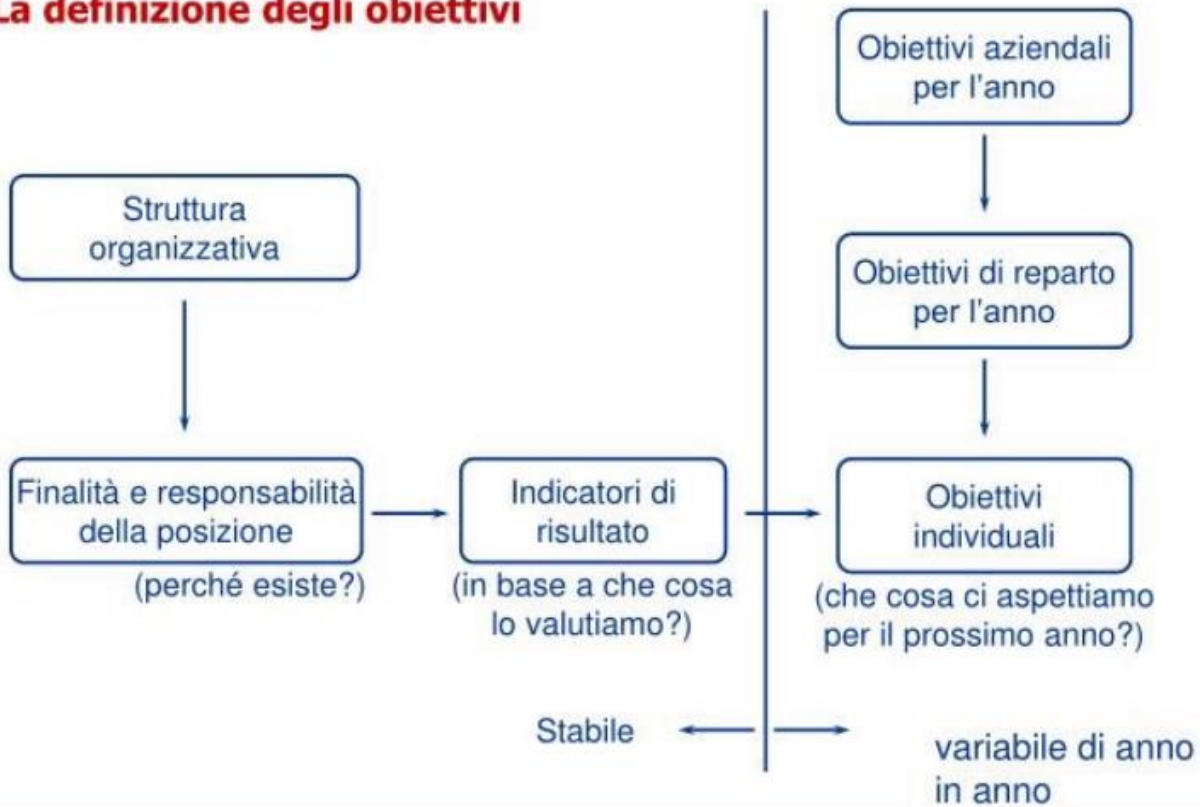 La definizione degli obiettivi
Obiettivi aziendali
per l'anno
Struttura
organizzativa
Obiettivi di reparto
per l'anno
Finalità e responsabilità
della posizione
(perché esiste?)
Indicatori di
risultato
(in base a che cosa
lo valutiamo?)
Obiettivi
individuali
(che cosa ci aspettiamo
per il prossimo anno?)
Stabile
variabile di anno
in anno